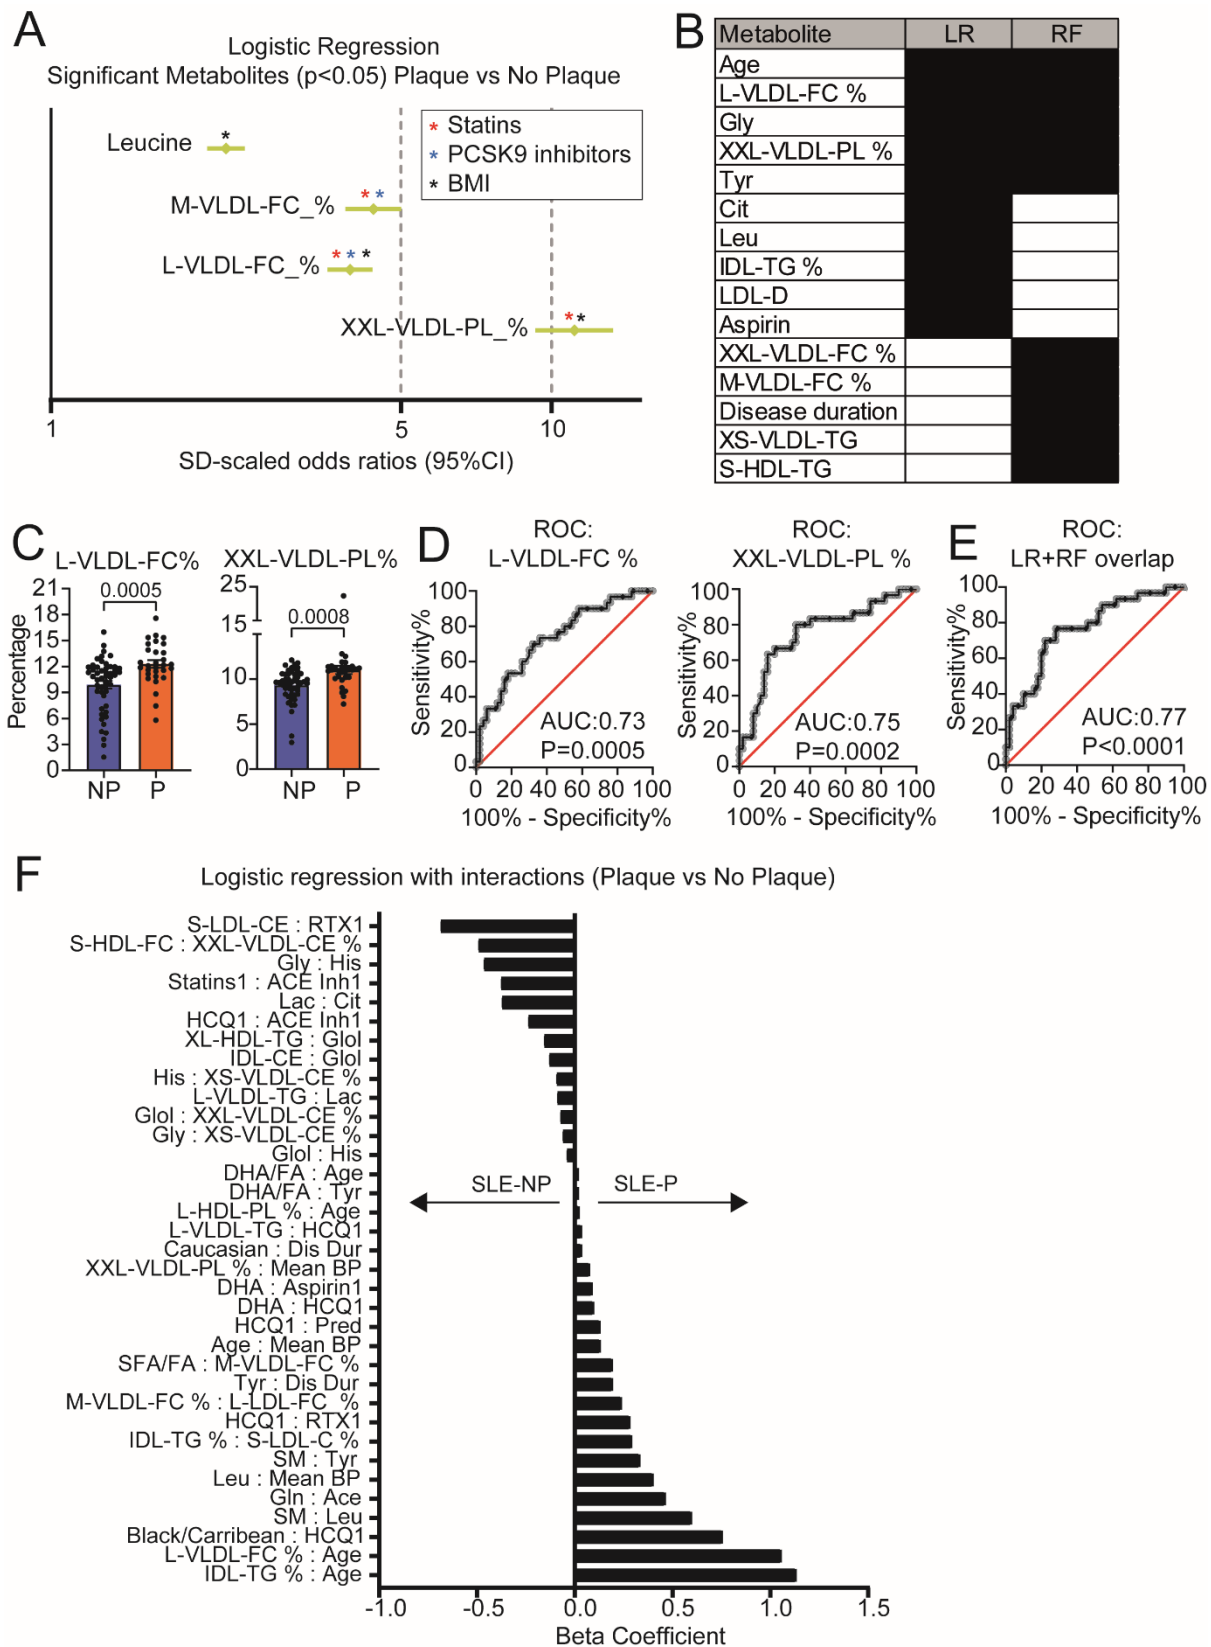 A
Logistic Regression
Significant Metabolites (p<0.05) Plaque vs No Plaque
* Statins
* PCSK9 inhibitors
* BMI
Leucine
*
M-VLDL-FC_%
* *
L-VLDL-FC_%
* * *
XXL-VLDL-PL_%
* *
1 5 10
SD-scaled odds ratios (95%CI)
B
Metabolite LR RF
Age
L-VLDL-FC %
Gly
XXL-VLDL-PL %
Tyr
Cit
Leu
IDL-TG %
LDL-D
Aspirin
XXL-VLDL-FC %
M-VLDL-FC %
Disease duration
XS-VLDL-TG
S-HDL-TG
C
L-VLDL-FC%
0.0005
Percentage
21
18
15
12
9
6
3
0
NP P
XXL-VLDL-PL%
0.0008
25
15
15
10
5
0
NP P
D
ROC:
L-VLDL-FC %
Sensitivity%
100
80
60
40
20
0
AUC:0.73
P=0.0005
0 20 40 60 80 100
100% - Specificity%
ROC:
XXL-VLDL-PL %
Sensitivity%
100
80
60
40
20
0
AUC:0.75
P=0.0002
0 20 40 60 80 100
100% - Specificity%
E
ROC:
LR+RF overlap
Sensitivity%
100
80
60
40
20
0
AUC:0.77
P<0.0001
0 20 40 60 80 100
100% - Specificity%
F
Logistic regression with interactions (Plaque vs No Plaque)
S-LDL-CE : RTX1
S-HDL-FC : XXL-VLDL-CE %
Gly : His
Statins1 : ACE Inh1
Lac : Cit
HCQ1 : ACE Inh1
XL-HDL-TG : Glol
IDL-CE : Glol
His : XS-VLDL-CE %
L-VLDL-TG : Lac
Glol : XXL-VLDL-CE %
Gly : XS-VLDL-CE %
Glol : His
DHA/FA : Age
DHA/FA : Tyr
L-HDL-PL % : Age
L-VLDL-TG : HCQ1
Caucasian : Dis Dur
XXL-VLDL-PL % : Mean BP
DHA : Aspirin1
DHA : HCQ1
HCQ1 : Pred
Age : Mean BP
SFA/FA : M-VLDL-FC %
Tyr : Dis Dur
M-VLDL-FC % : L-LDL-FC %
HCQ1 : RTX1
IDL-TG % : S-LDL-C %
SM : Tyr
Leu : Mean BP
Gln : Ace
SM : Leu
Black/Carribean : HCQ1
L-VLDL-FC % : Age
IDL-TG % : Age
SLE-NP SLE-P
-1.0 -0.5 0.0 0.5 1.0 1.5
Beta Coefficient